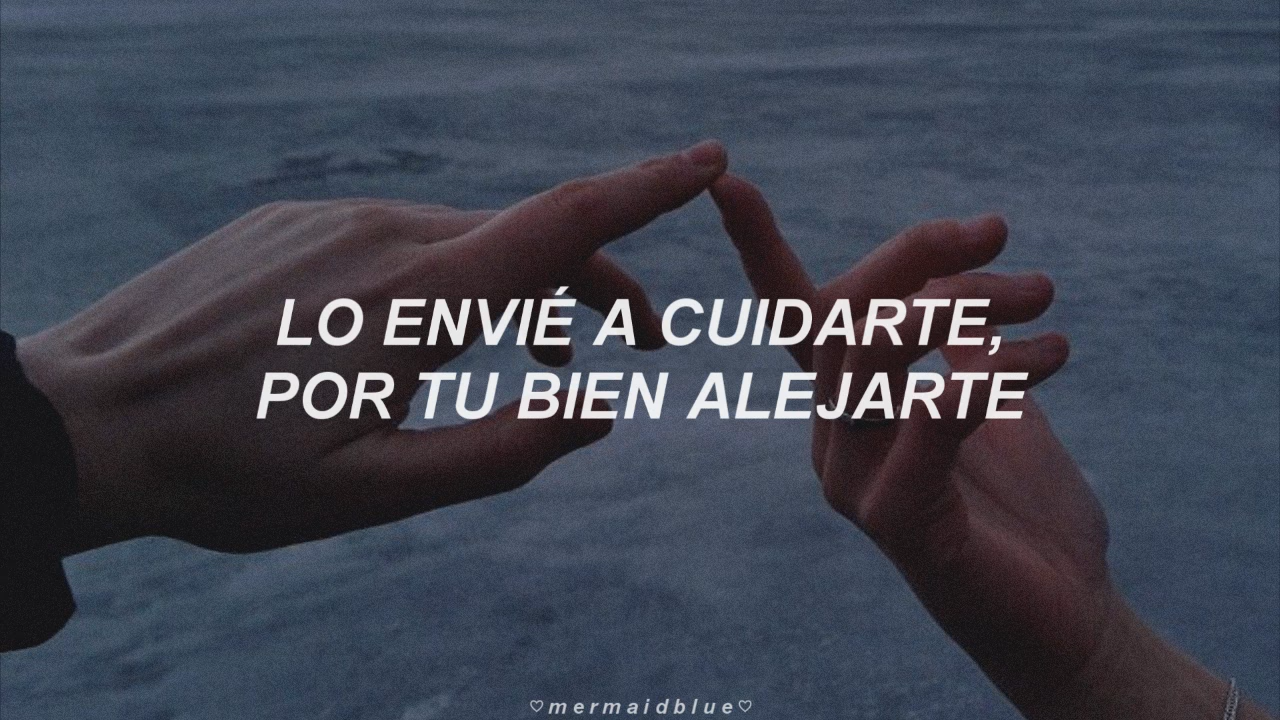 LO ENVIÉ A CUIDARTE,
POR TU BIEN ALEJARTE
♡mermaidblue♡